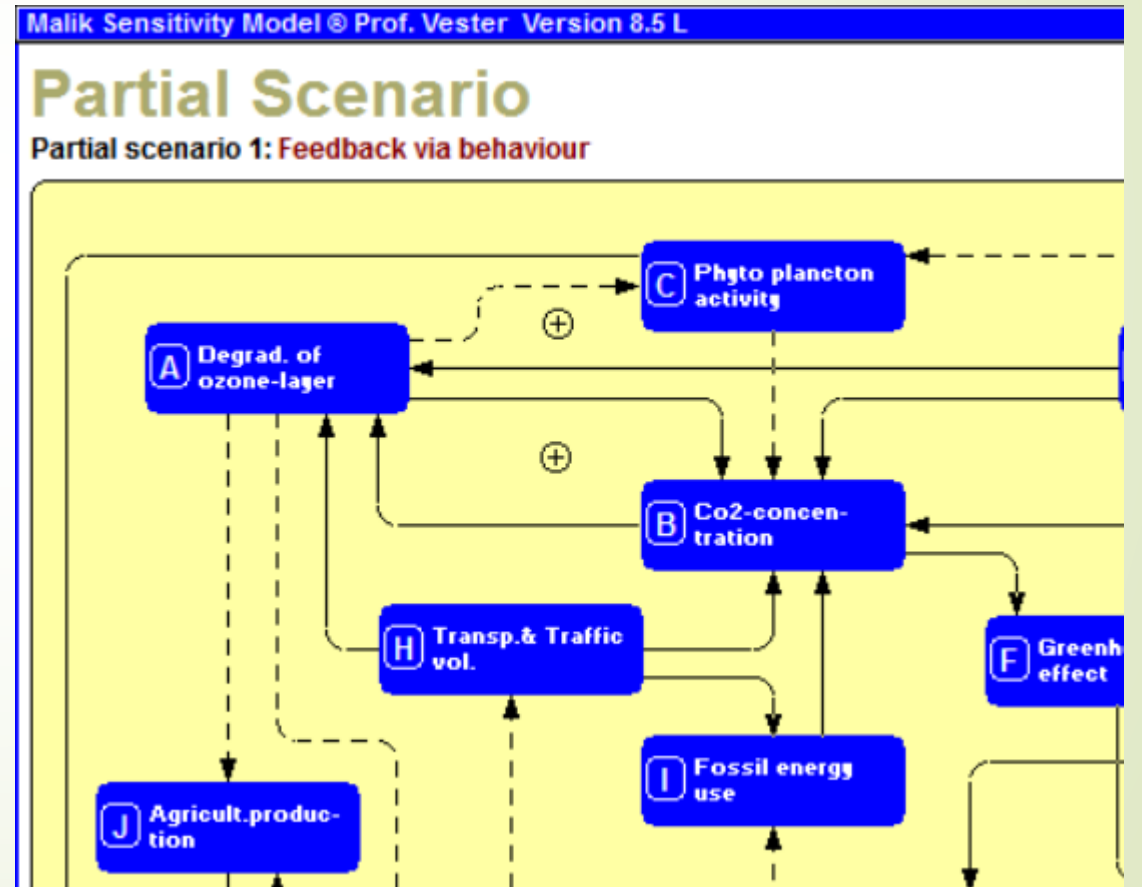 Malik Sensitivity Model ® Prof. Vester Version 8.5 L
Partial Scenario
Partial scenario 1: Feedback via behaviour
C Phyto plancton
activity
+
A Degrad. of
ozone-layer
+
B Co2-concen-
tration
H Transp.& Traffic
vol.
F Greenh
effect
I Fossil energy
use
J Agricult.produc-
tion